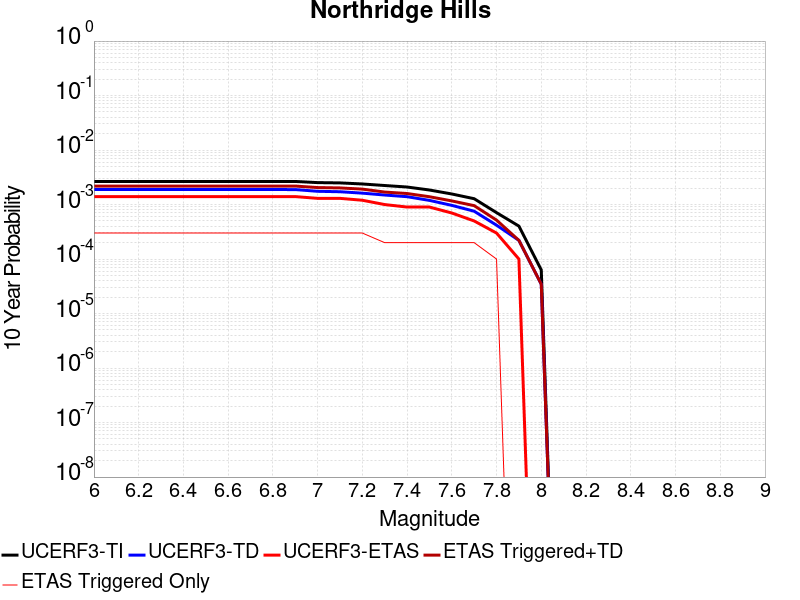 Northridge Hills
10 0
10 -1
10 -2
10 -3
10 -4
10 -5
10 -6
10 -7
10 -8
10 Year Probability
6 6.2 6.4 6.6 6.8 7 7.2 7.4 7.6 7.8 8 8.2 8.4 8.6 8.8 9
Magnitude
UCERF3-TI UCERF3-TD UCERF3-ETAS ETAS Triggered+TD
ETAS Triggered Only